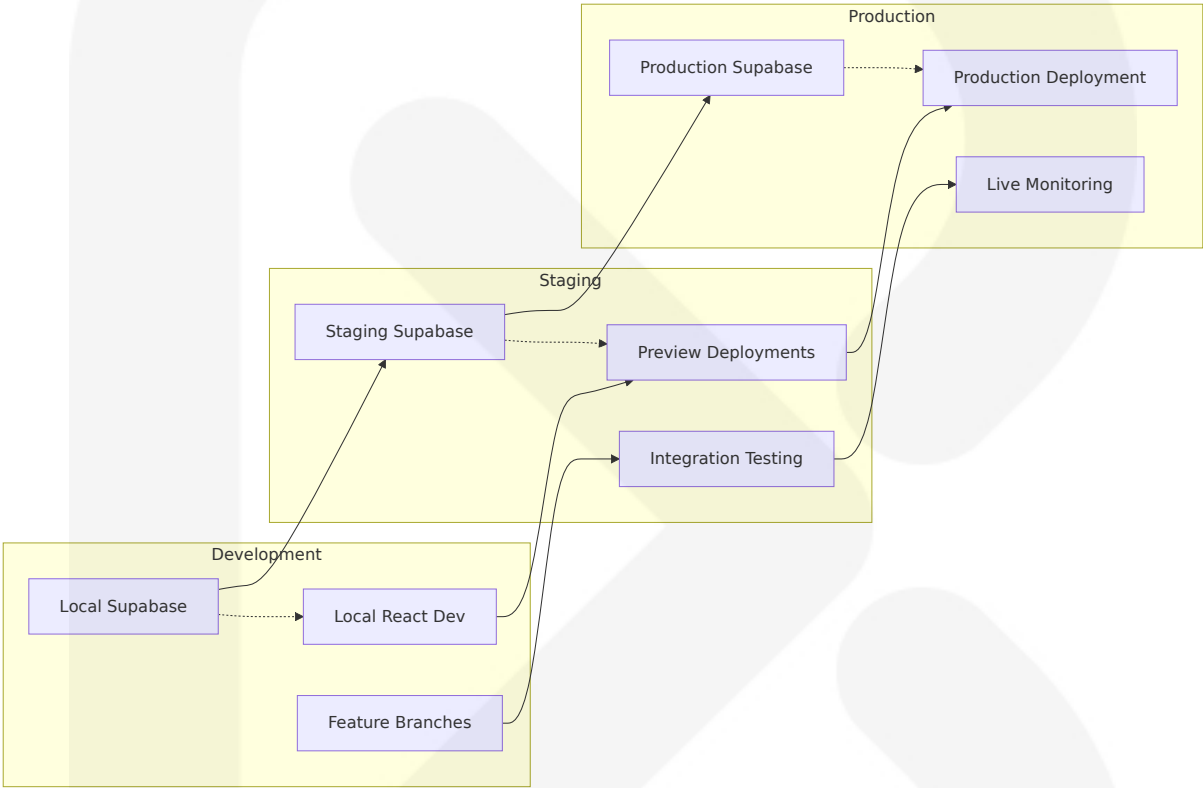 Production
Production Supabase
Production Deployment
Live Monitoring
Staging
Staging Supabase
Preview Deployments
Integration Testing
Development
Local Supabase
Local React Dev
Feature Branches